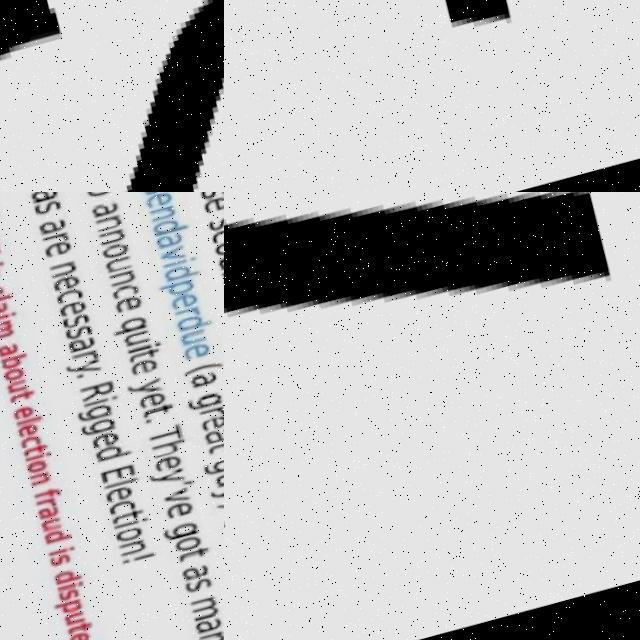 endavidperdue (a great
announce quite yet. They've got as man
as are necessary. Rigged Election!
claim about election fraud is dispute